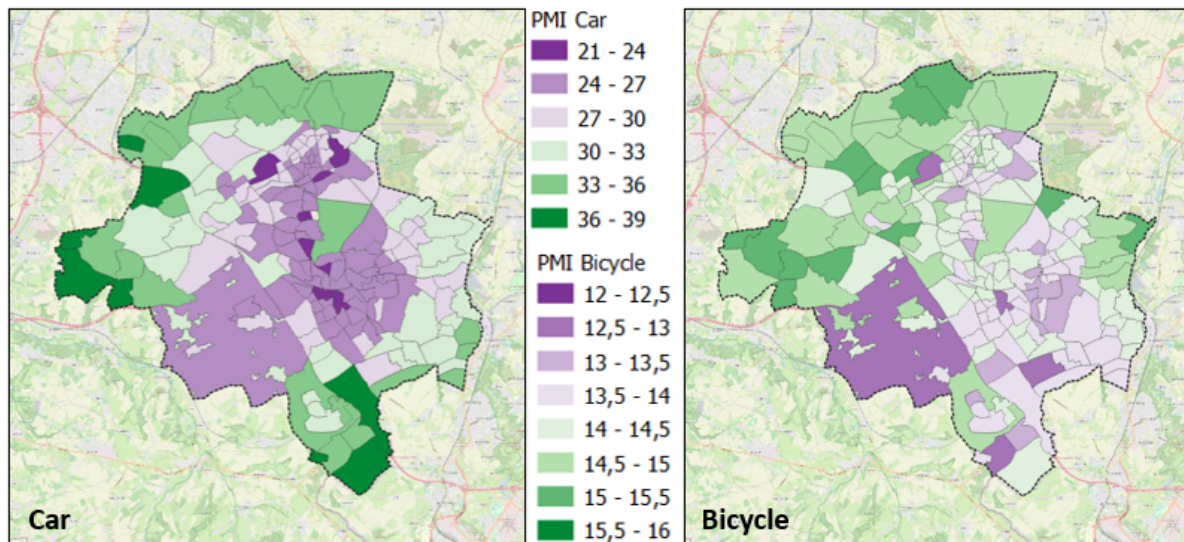 PMI Car
21 - 24
24 - 27
27 - 30
30 - 33
33 - 36
36 - 39
PMI Bicycle
12 - 12,5
12,5 - 13
13 - 13,5
13,5 - 14
14 - 14,5
14,5 - 15
15 - 15,5
15,5 - 16
Car
Bicycle